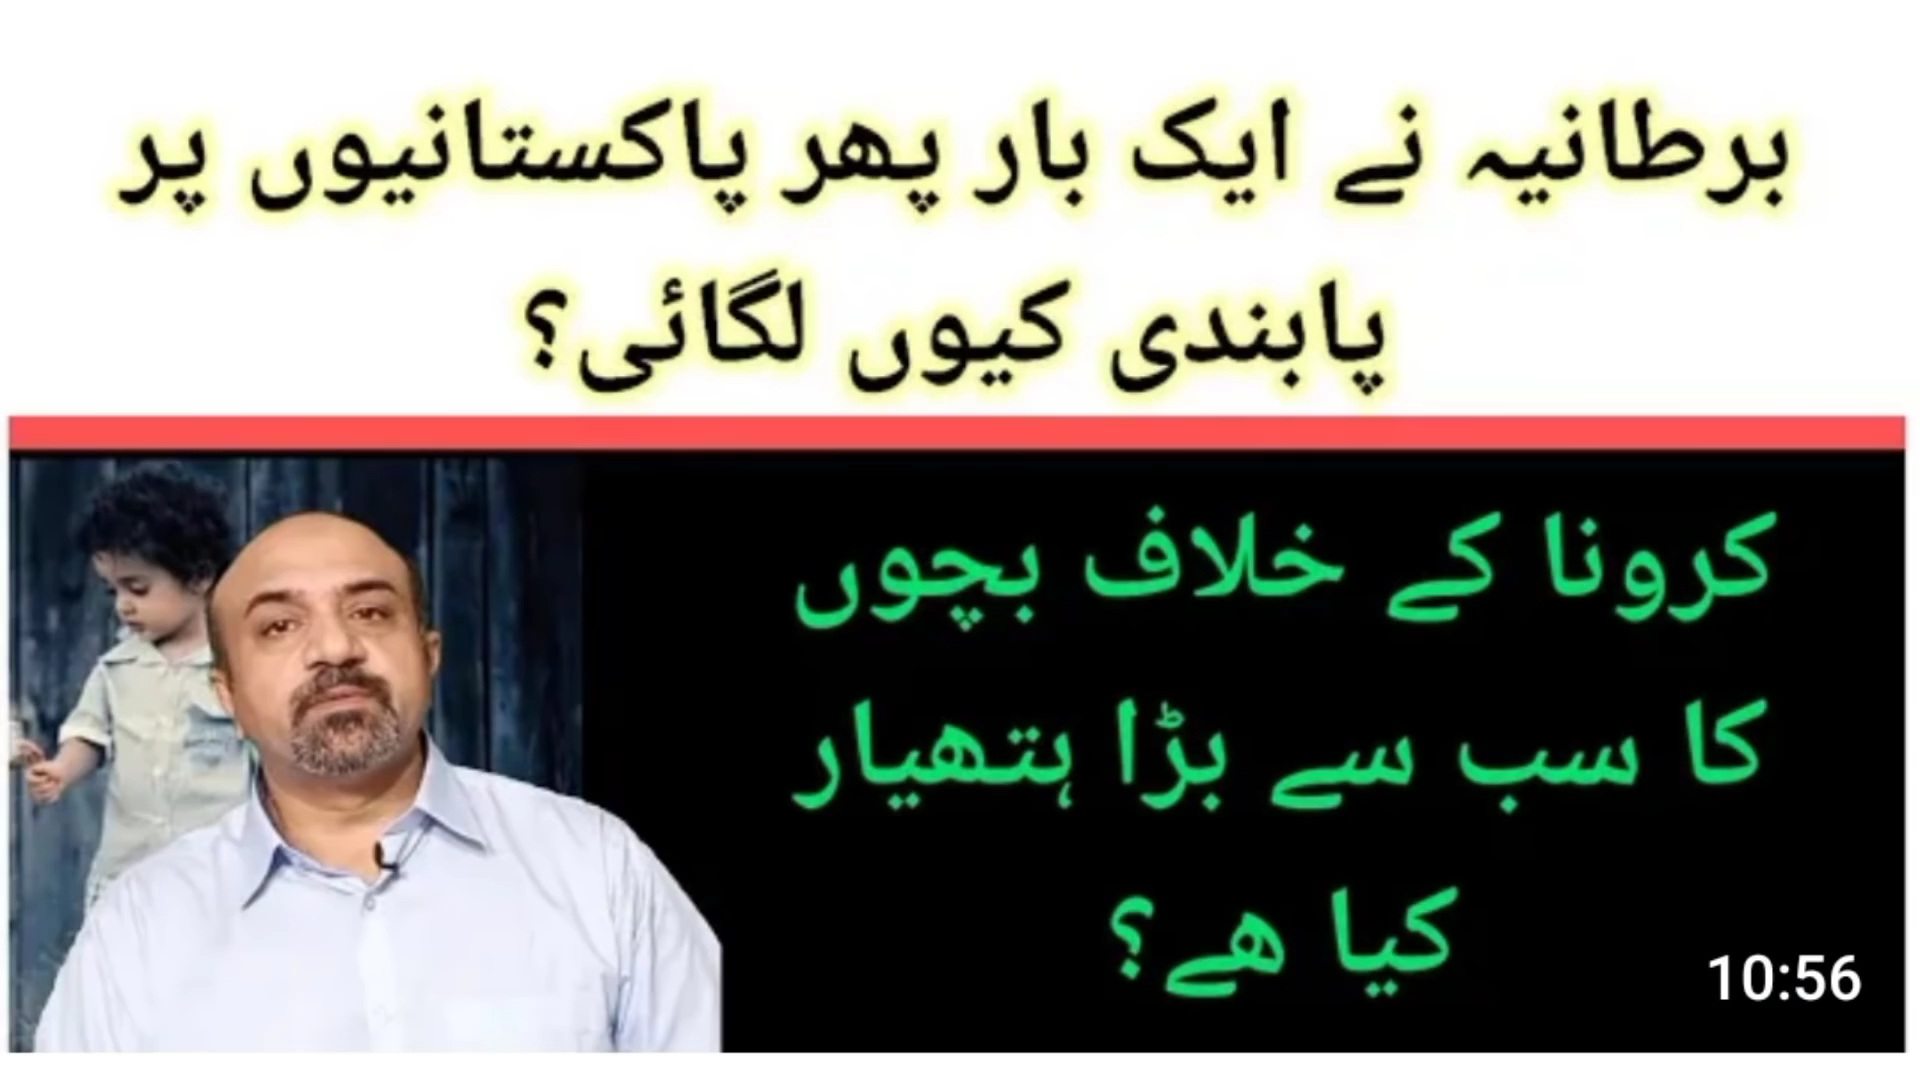 برطانیہ نے ایک بار پھر پاکستانیوں پر
پابندی کیوں لگائی؟
کرونا کے خلاف بچوں
کا سب سے بڑا ہتھیار
کیا ھے؟
10:56